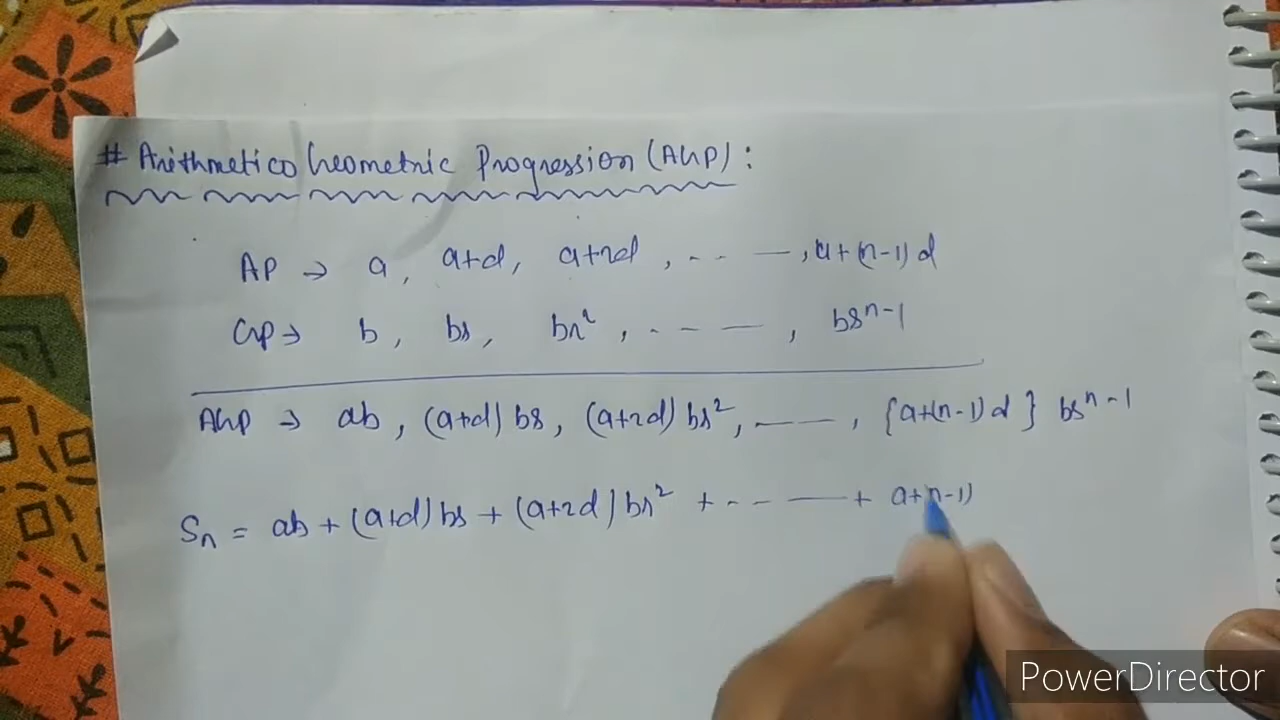 # Arithmetico Geometric Progression (AGP) :
AP → a, a+d, a+2d, .. —, a+(n-1)d
GP → b, br, br², . - —, brⁿ⁻¹
AGP → ab, (a+d) br, (a+2d) br², ——, {a+(n-1)d} brⁿ⁻¹
Sₙ = ab + (a+d) br + (a+2d) br² + - - — + a+(n-1)
PowerDirector